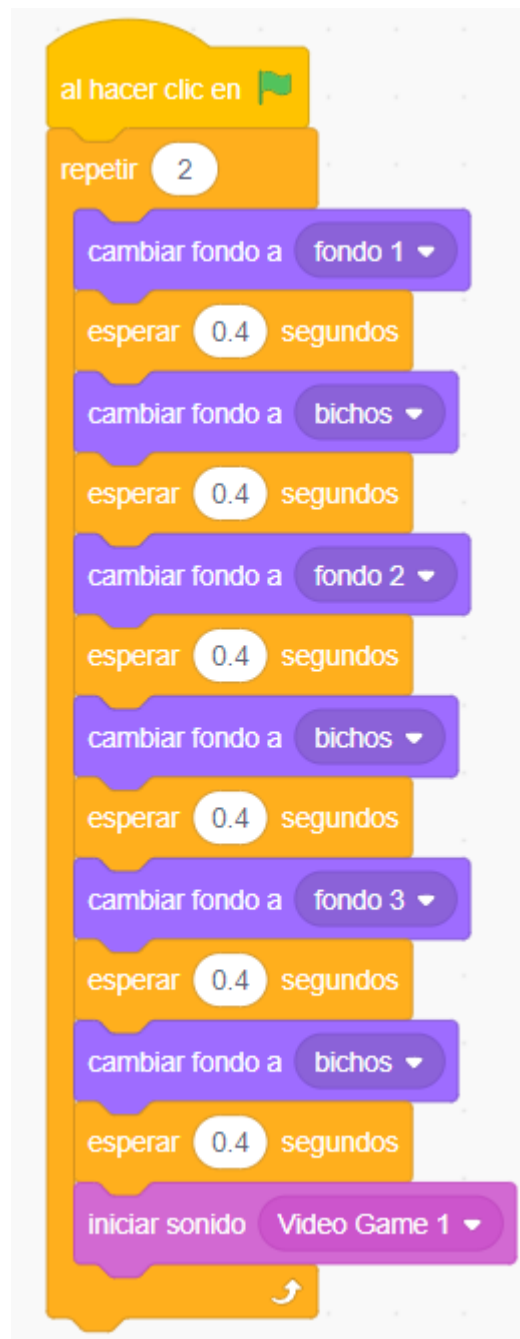 al hacer clic en
repetir 2
cambiar fondo a fondo 1
esperar 0.4 segundos
cambiar fondo a bichos
esperar 0.4 segundos
cambiar fondo a fondo 2
esperar 0.4 segundos
cambiar fondo a bichos
esperar 0.4 segundos
cambiar fondo a fondo 3
esperar 0.4 segundos
cambiar fondo a bichos
esperar 0.4 segundos
iniciar sonido Video Game 1